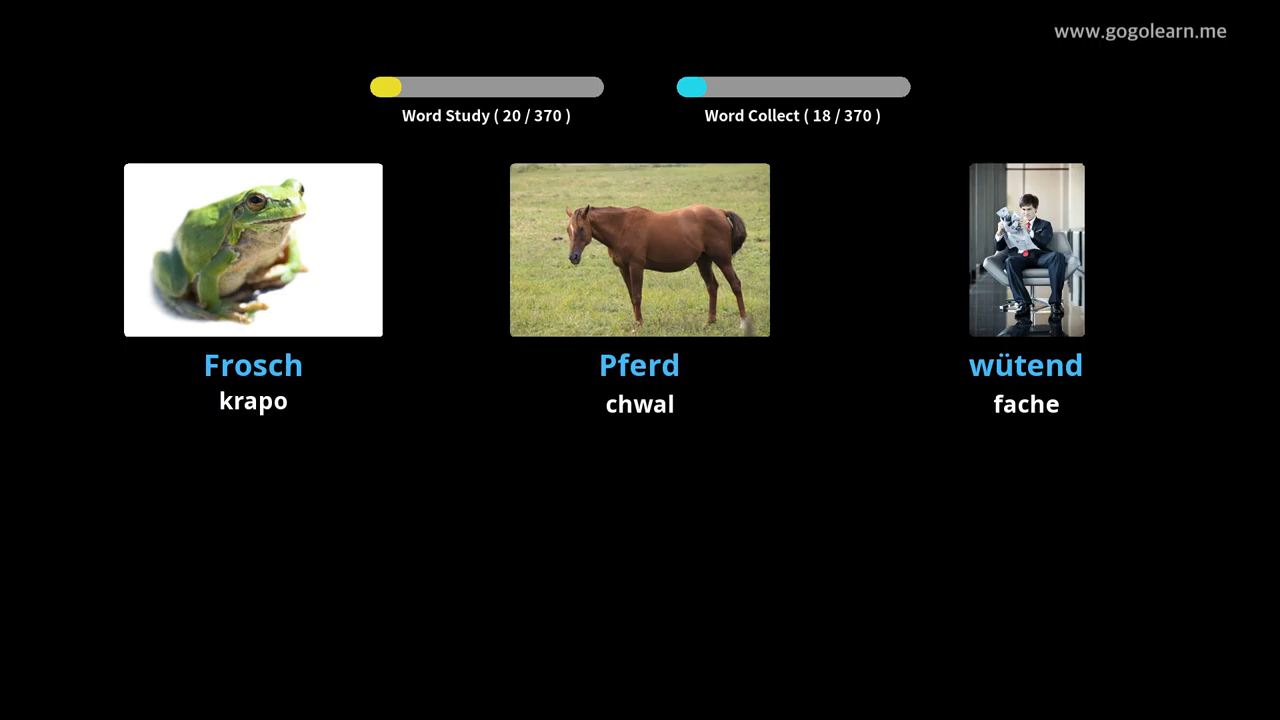 www.gogolearn.me
Word Study ( 20 / 370 )
Word Collect ( 18 / 370 )
Frosch
krapo
Pferd
chwal
wütend
fache